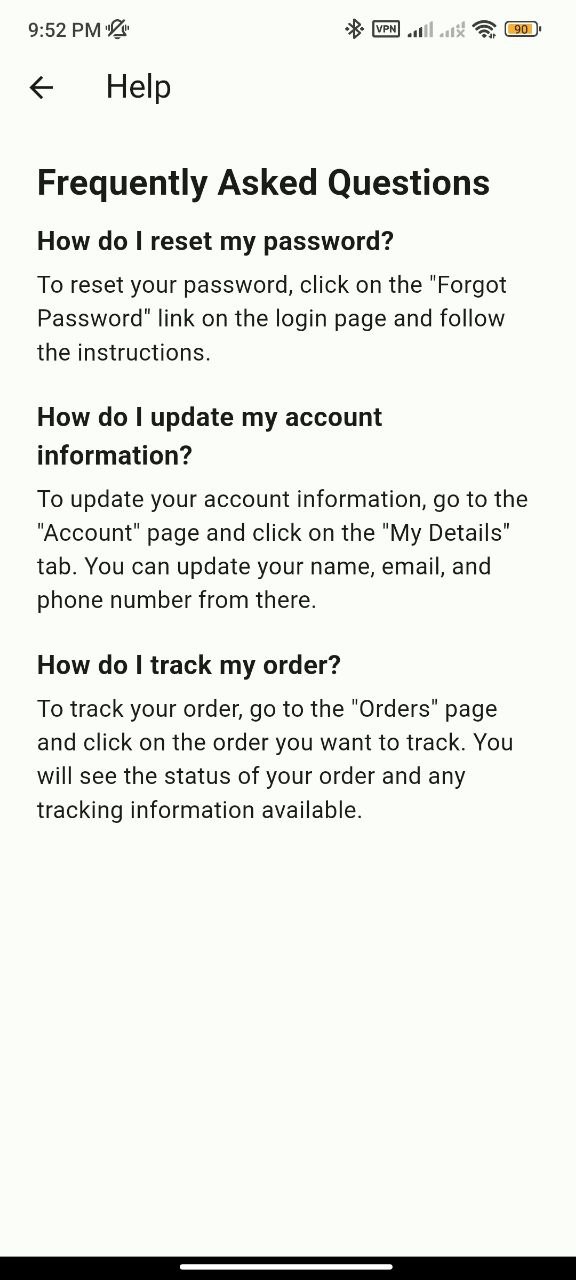 9:52 PM
VPN
90
Help
Frequently Asked Questions
How do I reset my password?
To reset your password, click on the "Forgot
Password" link on the login page and follow
the instructions.
How do I update my account
information?
To update your account information, go to the
"Account" page and click on the "My Details"
tab. You can update your name, email, and
phone number from there.
How do I track my order?
To track your order, go to the "Orders" page
and click on the order you want to track. You
will see the status of your order and any
tracking information available.